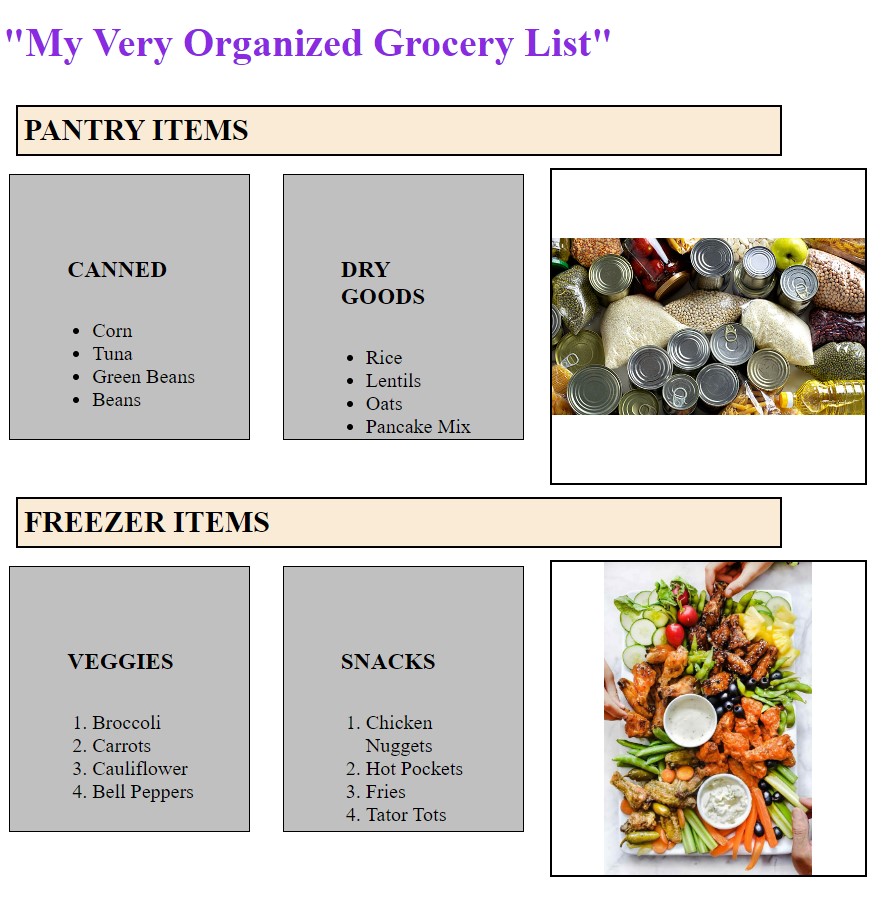 "My Very Organized Grocery List"
PANTRY ITEMS
CANNED
• Corn
• Tuna
• Green Beans
• Beans
DRY
GOODS
• Rice
• Lentils
• Oats
• Pancake Mix
FREEZER ITEMS
VEGGIES
1. Broccoli
2. Carrots
3. Cauliflower
4. Bell Peppers
SNACKS
1. Chicken
Nuggets
2. Hot Pockets
3. Fries
4. Tator Tots